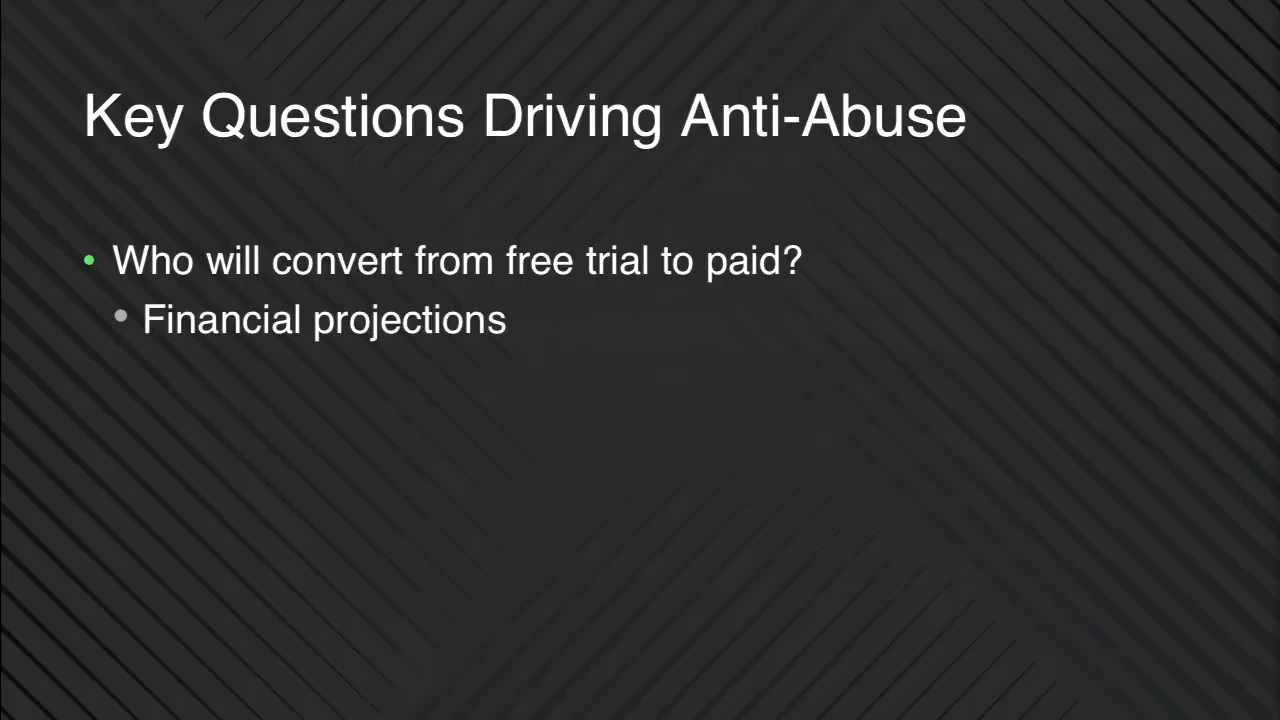 Key Questions Driving Anti-Abuse
• Who will convert from free trial to paid?
• Financial projections